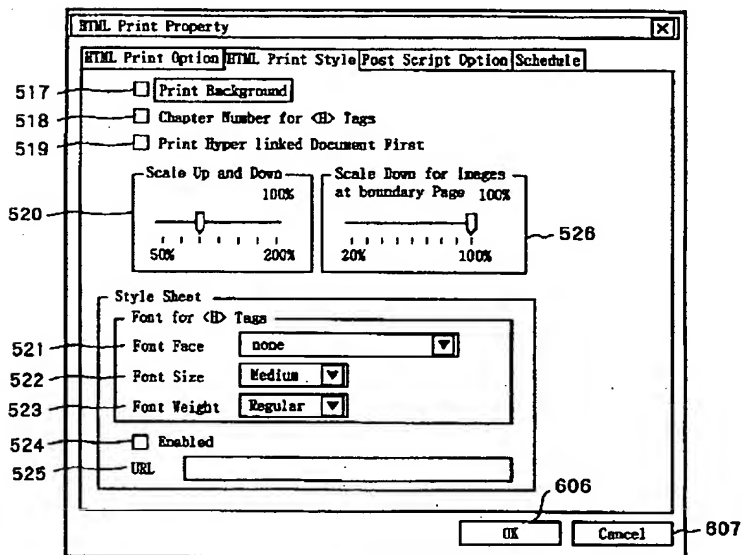 HTML Print Property
HTML Print Option HTML Print Style Post Script Option Schedule
517 Print Background
518 Chapter Number for <H> Tags
519 Print Hyper linked Document First
Scale Up and Down
100%
50% 200%
520
Scale Down for Images
at boundary Page 100%
20% 100%
526
Style Sheet
Font for <H> Tags
521 Font Face none
522 Font Size Medium
523 Font Weight Regular
524 Enabled
525 URL
606
OK Cancel 607